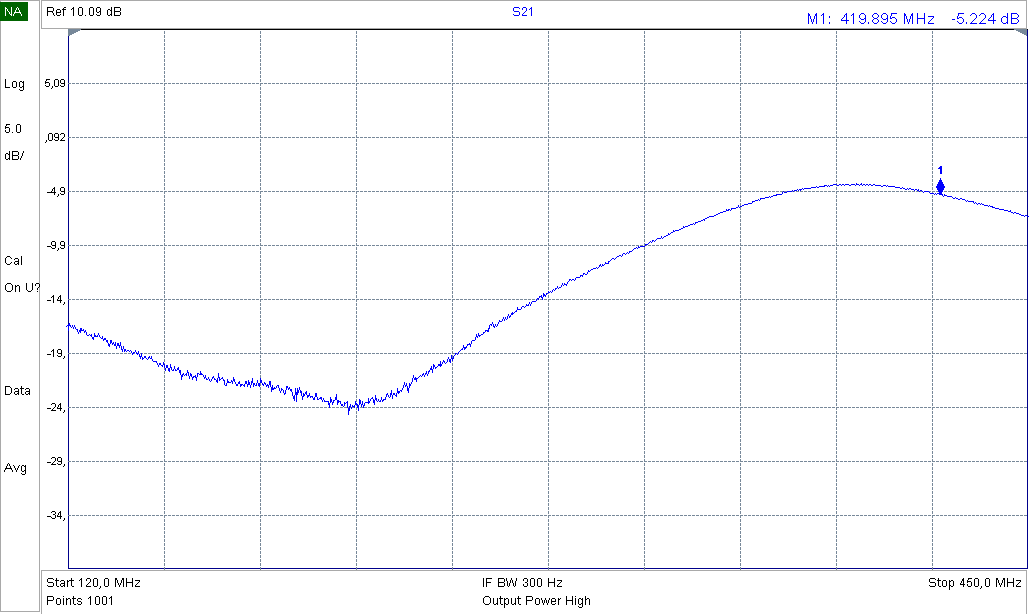 NA
Ref 10.09 dB
S21
M1: 419.895 MHz -5.224 dB
Log
5.0
dB/
Cal
On U?
Data
Avg
5,09
,092
-4,9
-9,9
-14,
-19,
-24,
-29,
-34,
1
Start 120,0 MHz
IF BW 300 Hz
Stop 450,0 MHz
Points 1001
Output Power High